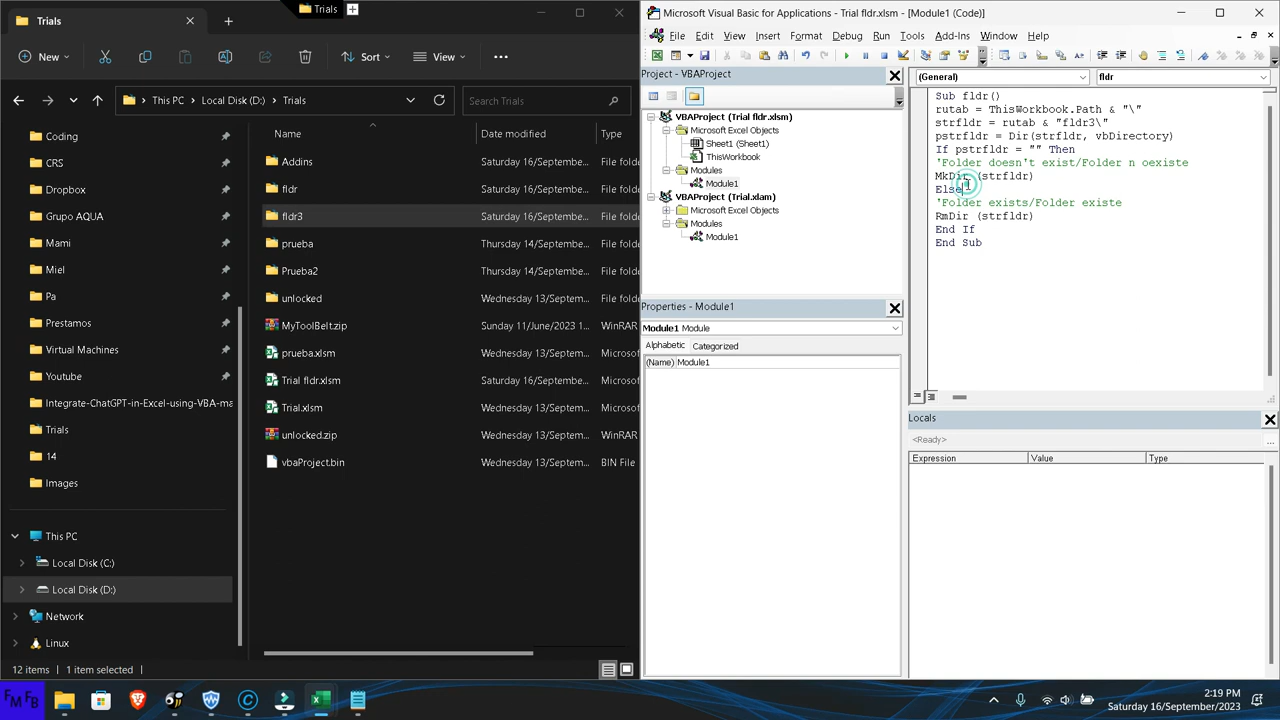 Trials
Trials
New
Sort
View
This PC
Local Disk (D:)
Trials
Search Trials
Coding
CRS
Dropbox
Grupo AQUA
Mami
Miel
Pa
Prestamos
Virtual Machines
Youtube
Integrate-ChatGPT-in-Excel-using-VBA-ma
Trials
14
Images
This PC
Local Disk (C:)
Local Disk (D:)
Network
Linux
Name Date modified Type
Addins Saturday 16/Septembe... File folde
fldr Saturday 16/Septembe... File folde
fldr3 Saturday 16/Septembe... File folde
prueba Thursday 14/Septembe... File folde
Prueba2 Thursday 14/Septembe... File folde
unlocked Wednesday 13/Septem... File folde
MyToolBelt.zip Sunday 11/June/2023 1... WinRAR
prueba.xlsm Wednesday 13/Septem... Microsof
Trial fldr.xlsm Saturday 16/Septembe... Microsof
Trial.xlsm Wednesday 13/Septem... Microsof
unlocked.zip Wednesday 13/Septem... WinRAR
vbaProject.bin Wednesday 13/Septem... BIN File
12 items 1 item selected
Microsoft Visual Basic for Applications - Trial fldr.xlsm - [Module1 (Code)]
File Edit View Insert Format Debug Run Tools Add-Ins Window Help
Project - VBAProject
VBAProject (Trial fldr.xlsm)
Microsoft Excel Objects
Sheet1 (Sheet1)
ThisWorkbook
Modules
Module1
VBAProject (Trial.xlam)
Microsoft Excel Objects
Modules
Module1
Properties - Module1
Module1 Module
Alphabetic Categorized
(Name) Module1
(General) fldr
Sub fldr()
rutab = ThisWorkbook.Path & "\"
strfldr = rutab & "fldr3\"
pstrfldr = Dir(strfldr, vbDirectory)
If pstrfldr = "" Then
'Folder doesn't exist/Folder n oexiste
MkDir (strfldr)
Else
'Folder exists/Folder existe
RmDir (strfldr)
End If
End Sub
Locals
<Ready>
Expression Value Type
FM FB
2:19 PM
Saturday 16/September/2023